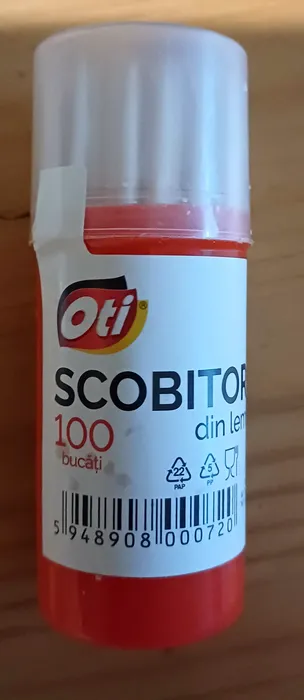 Oti®
SCOBITOR
100
din lem
bucăți
22
PAP
5
PP
5 948908 000720